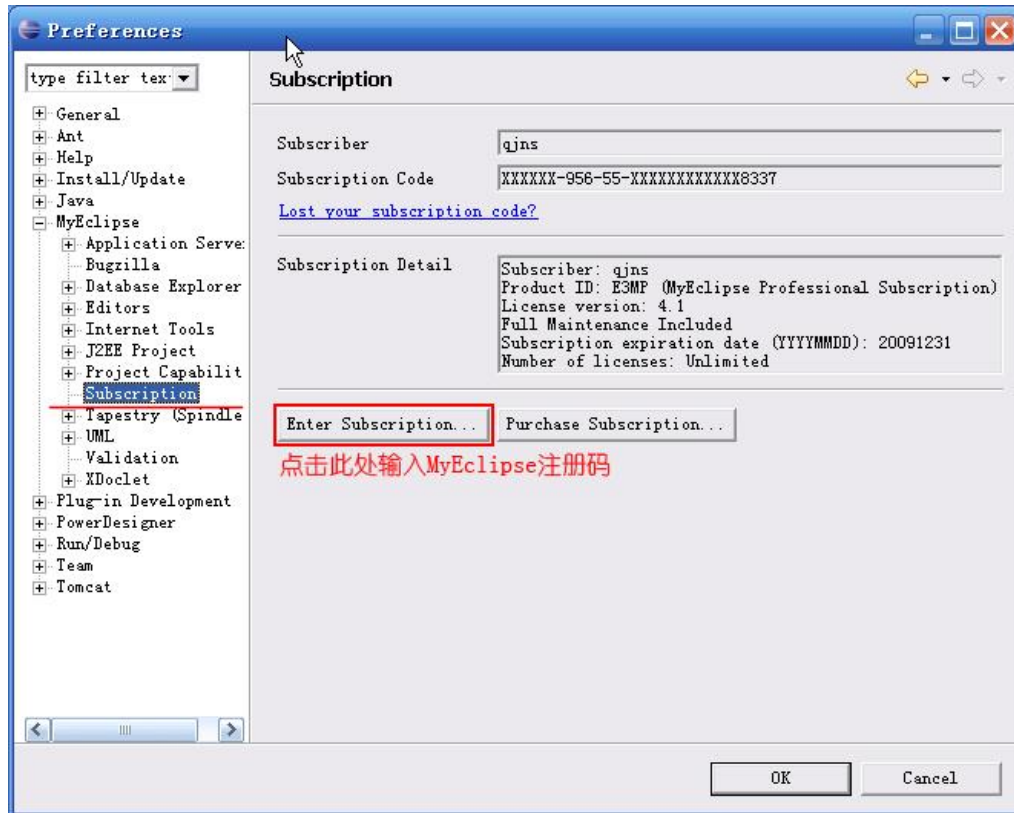 Preferences
type filter tex
Subscription
General
Ant
Help
Install/Update
Java
MyEclipse
Application Serve
Bugzilla
Database Explorer
Editors
Internet Tools
J2EE Project
Project Capabilit
Subscription
Tapestry (Spindle
UML
Validation
XDoclet
Plug-in Development
PowerDesigner
Run/Debug
Team
Tomcat
Subscriber
qjns
Subscription Code
XXXXXX-956-55-XXXXXXXXXXXX8337
Lost your subscription code?
Subscription Detail
Subscriber: qjns
Product ID: E3MP (MyEclipse Professional Subscription)
License version: 4.1
Full Maintenance Included
Subscription expiration date (YYYYMMDD): 20091231
Number of licenses: Unlimited
Enter Subscription... Purchase Subscription...
点击此处输入MyEclipse注册码
OK Cancel